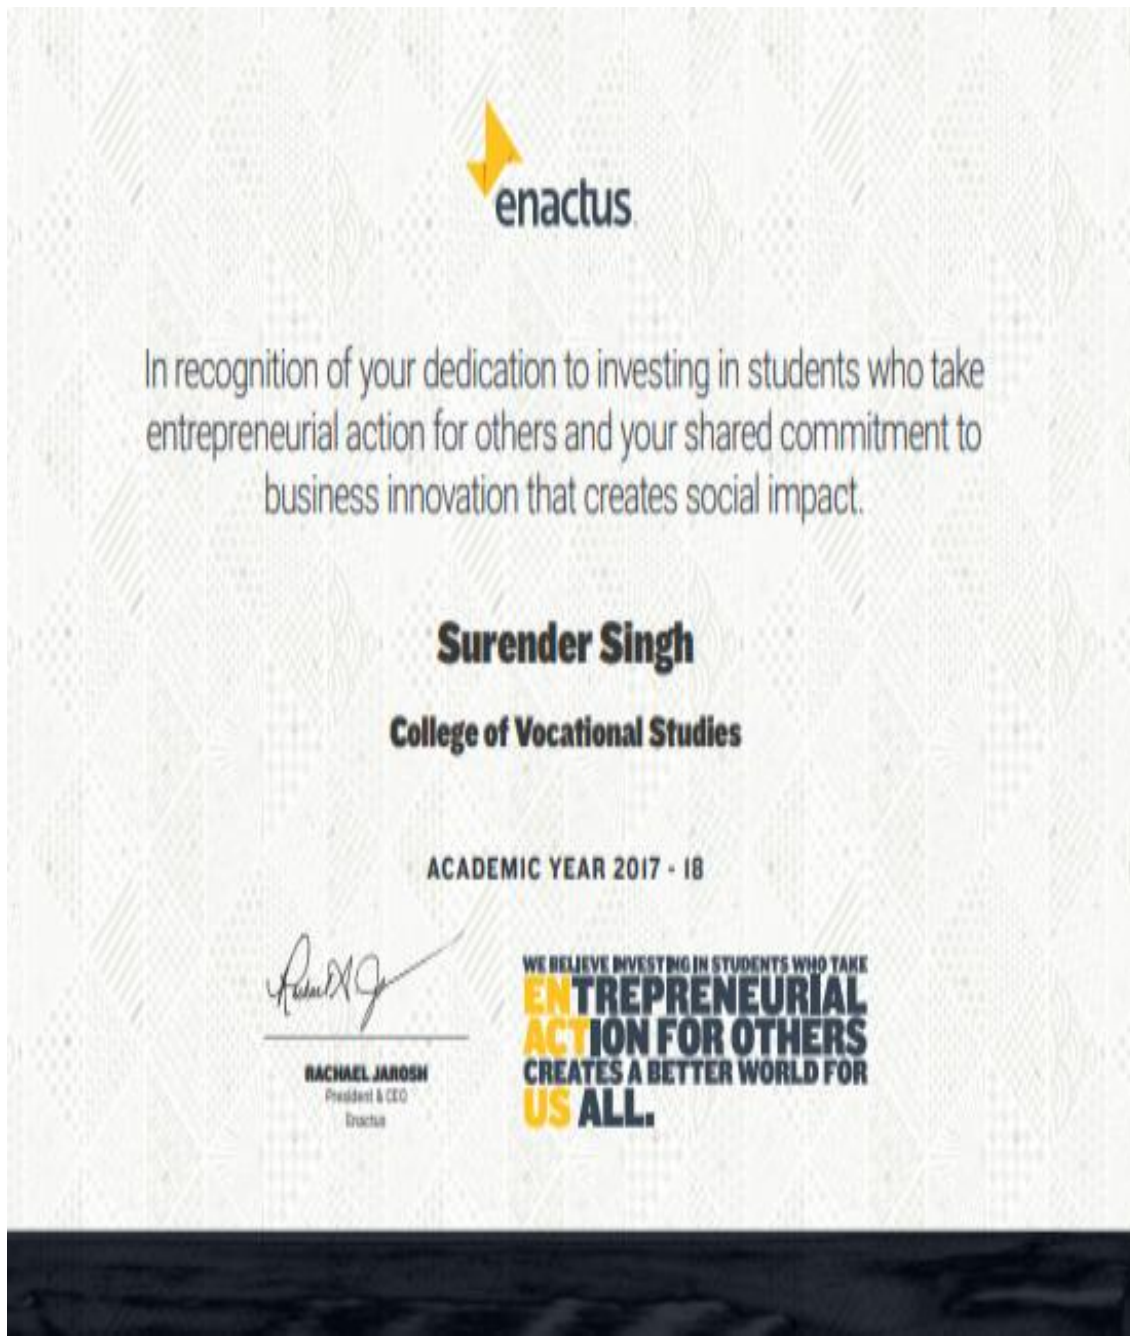 enactus
In recognition of your dedication to investing in students who take
entrepreneurial action for others and your shared commitment to
business innovation that creates social impact.
Surender Singh
College of Vocational Studies
ACADEMIC YEAR 2017 - 18
RACHAEL JAROSH
President & CEO
Enactus
WE BELIEVE INVESTING IN STUDENTS WHO TAKE
ENTREPRENEURIAL
ACTION FOR OTHERS
CREATES A BETTER WORLD FOR
US ALL.